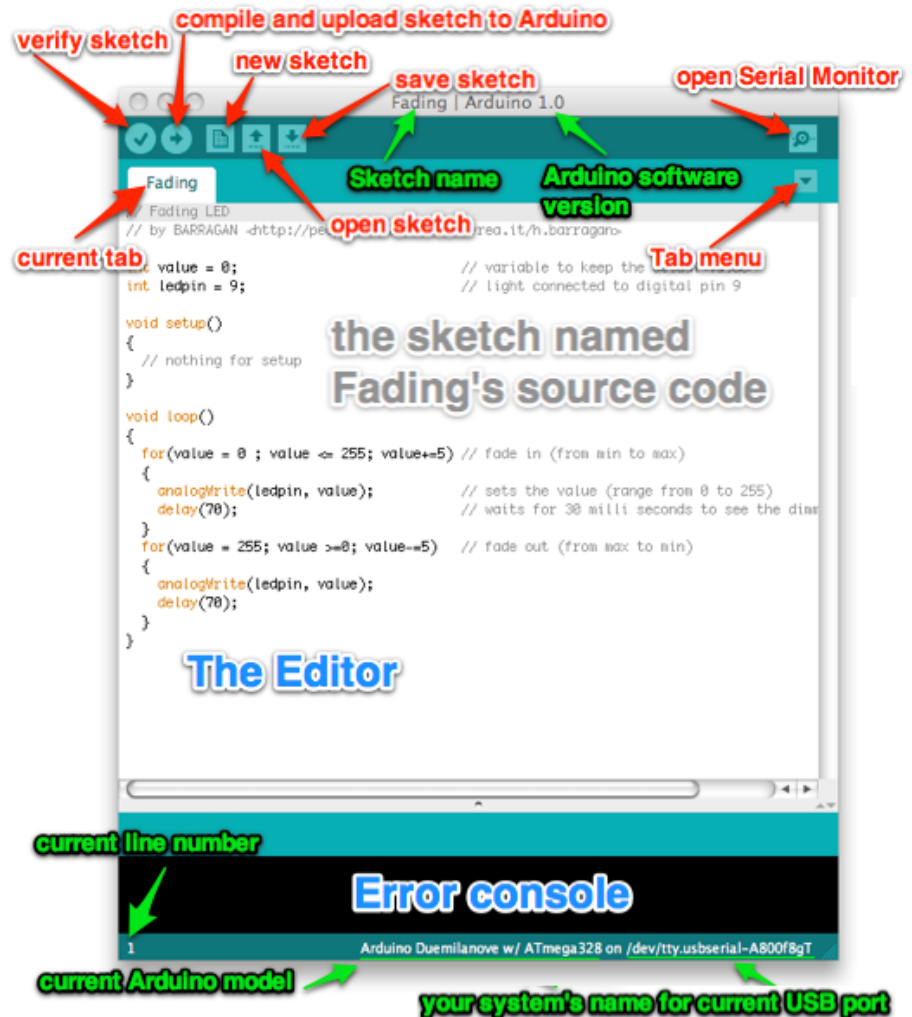 compile and upload sketch to Arduino
verify sketch
new sketch
save sketch
open Serial Monitor
Fading | Arduino 1.0
Sketch name
Arduino software
version
Fading
open sketch
current tab
Tab menu
// Fading LED
// by BARRAGAN <http://pe rea.it/h.barragan>
int value = 0; // variable to keep the
int ledpin = 9; // light connected to digital pin 9
void setup()
{
// nothing for setup
}
the sketch named
Fading's source code
void loop()
{
for(value = 0 ; value <= 255; value+=5) // fade in (from min to max)
{
analogWrite(ledpin, value); // sets the value (range from 0 to 255)
delay(70); // waits for 30 milli seconds to see the dimm
}
for(value = 255; value >=0; value-=5) // fade out (from max to min)
{
analogWrite(ledpin, value);
delay(70);
}
}
The Editor
current line number
Error console
1
Arduino Duemilanove w/ ATmega328 on /dev/tty.usbserial-A800f8gT
current Arduino model
your system's name for current USB port